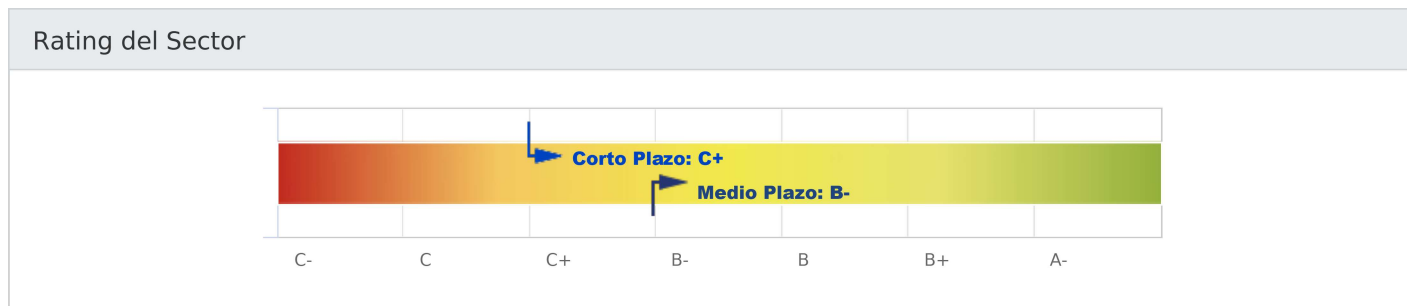 Rating del Sector
Corto Plazo: C+
Medio Plazo: B-
C- C C+ B- B B+ A-